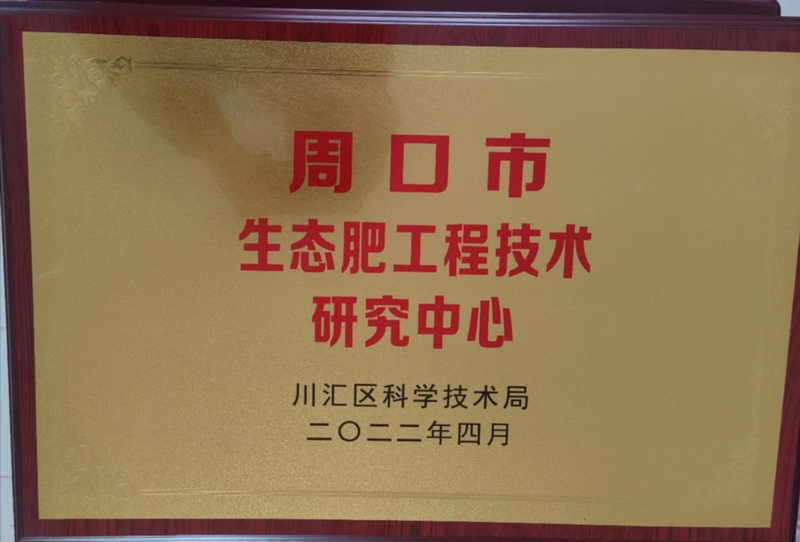 周口市
生态肥工程技术
研究中心
川汇区科学技术局
二〇二二年四月